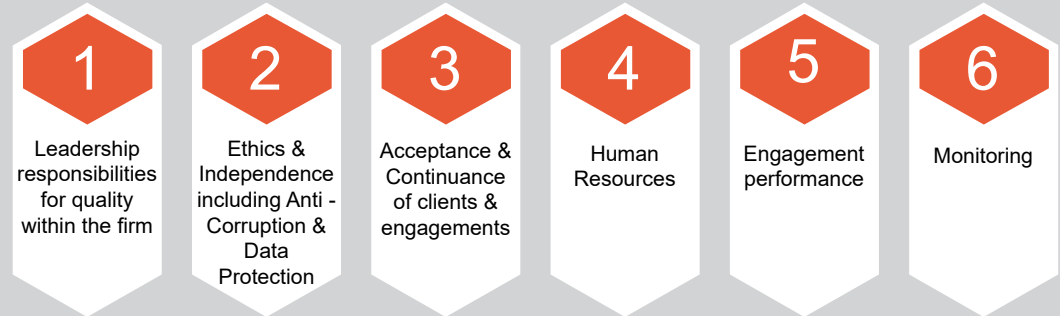 1
Leadership
responsibilities
for quality
within the firm
2
Ethics &
Independence
including Anti -
Corruption &
Data
Protection
3
Acceptance &
Continuance
of clients &
engagements
4
Human
Resources
5
Engagement
performance
6
Monitoring